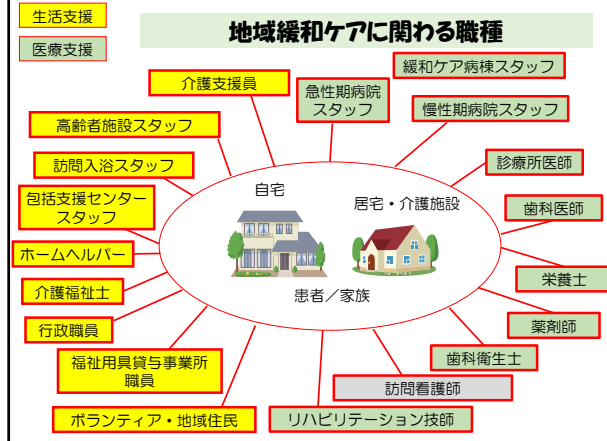 生活支援
医療支援
地域緩和ケアに関わる職種
緩和ケア病棟スタッフ
介護支援員
急性期病院
スタッフ
慢性期病院スタッフ
高齢者施設スタッフ
訪問入浴スタッフ
診療所医師
包括支援センター
スタッフ
自宅
居宅・介護施設
歯科医師
ホームヘルパー
栄養士
介護福祉士
患者／家族
行政職員
薬剤師
福祉用具貸与事業所
職員
歯科衛生士
訪問看護師
ボランティア・地域住民
リハビリテーション技師